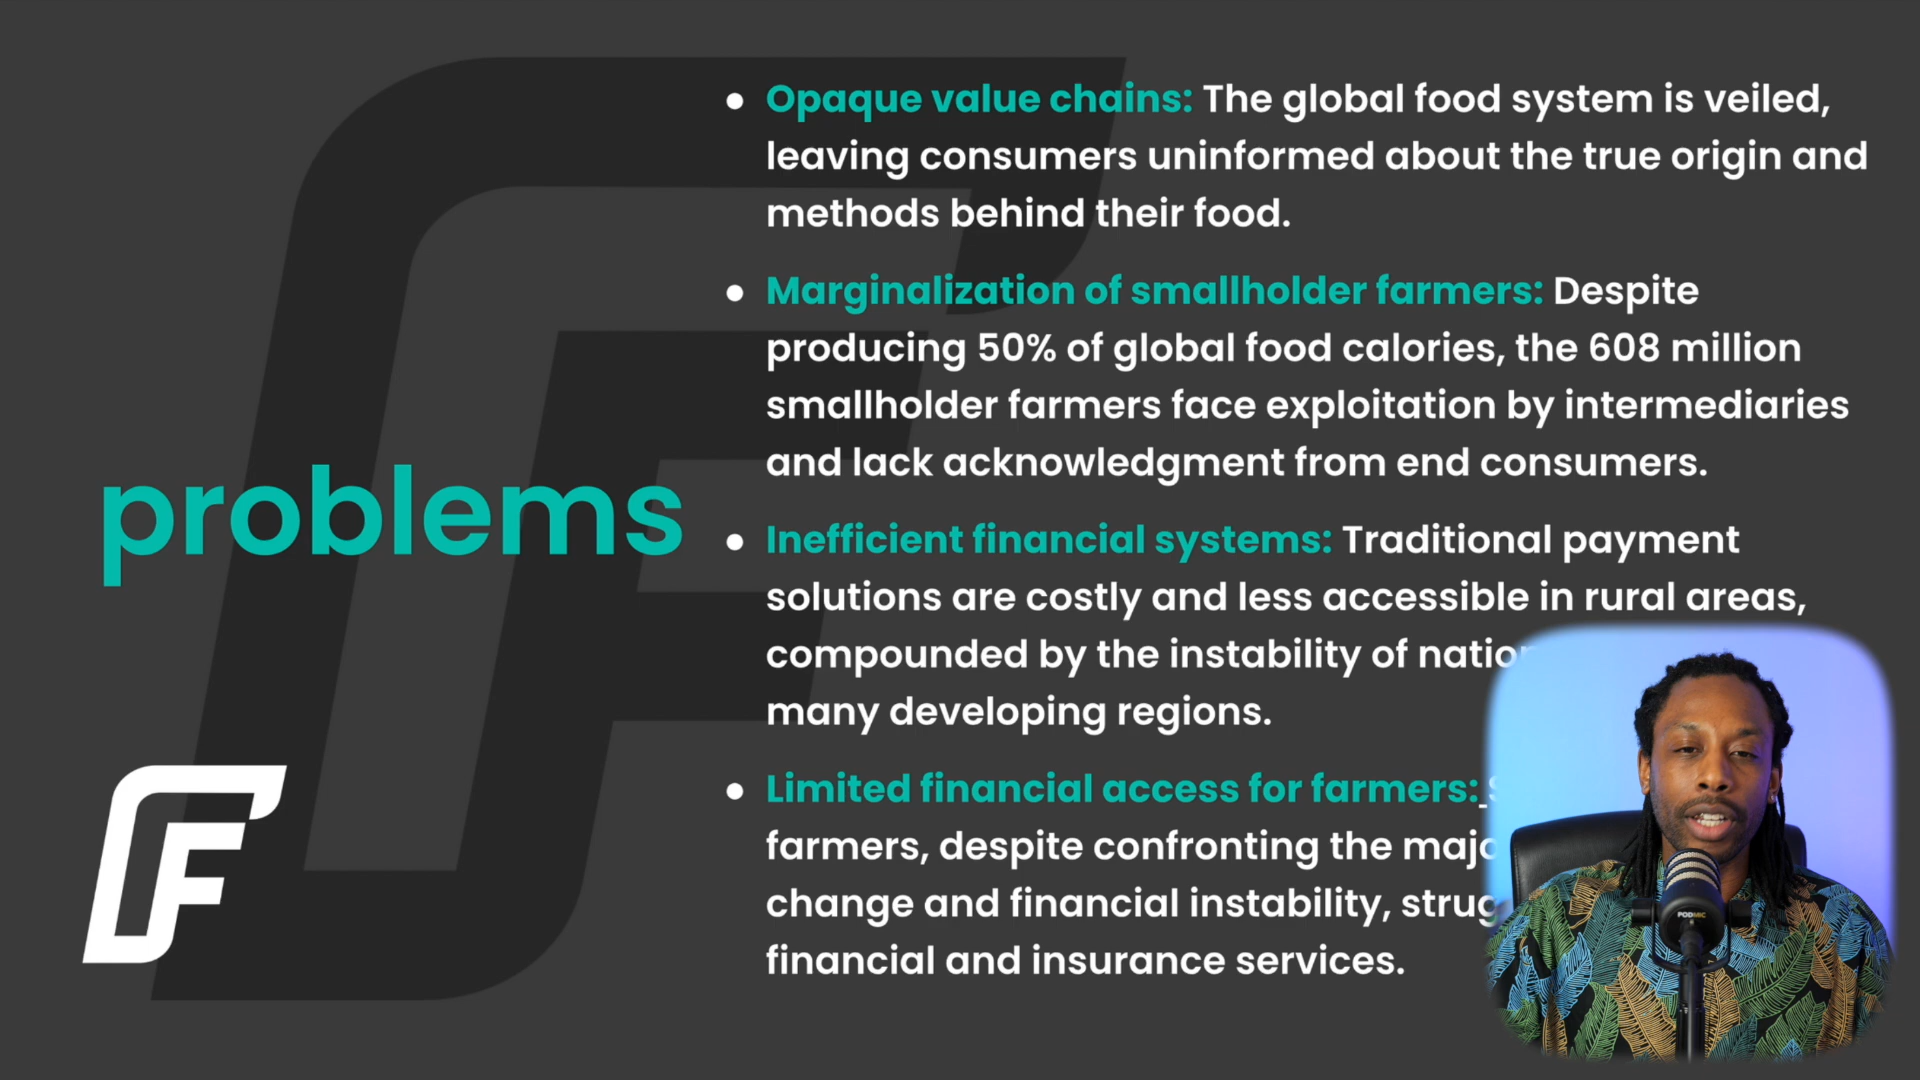 problems
Opaque value chains: The global food system is veiled,
leaving consumers uninformed about the true origin and
methods behind their food.
Marginalization of smallholder farmers: Despite
producing 50% of global food calories, the 608 million
smallholder farmers face exploitation by intermediaries
and lack acknowledgment from end consumers.
Inefficient financial systems: Traditional payment
solutions are costly and less accessible in rural areas,
compounded by the instability of
many developing regions.
Limited financial access for farmers:
farmers, despite confronting the
change and financial instability,
financial and insurance services.
PODMIC